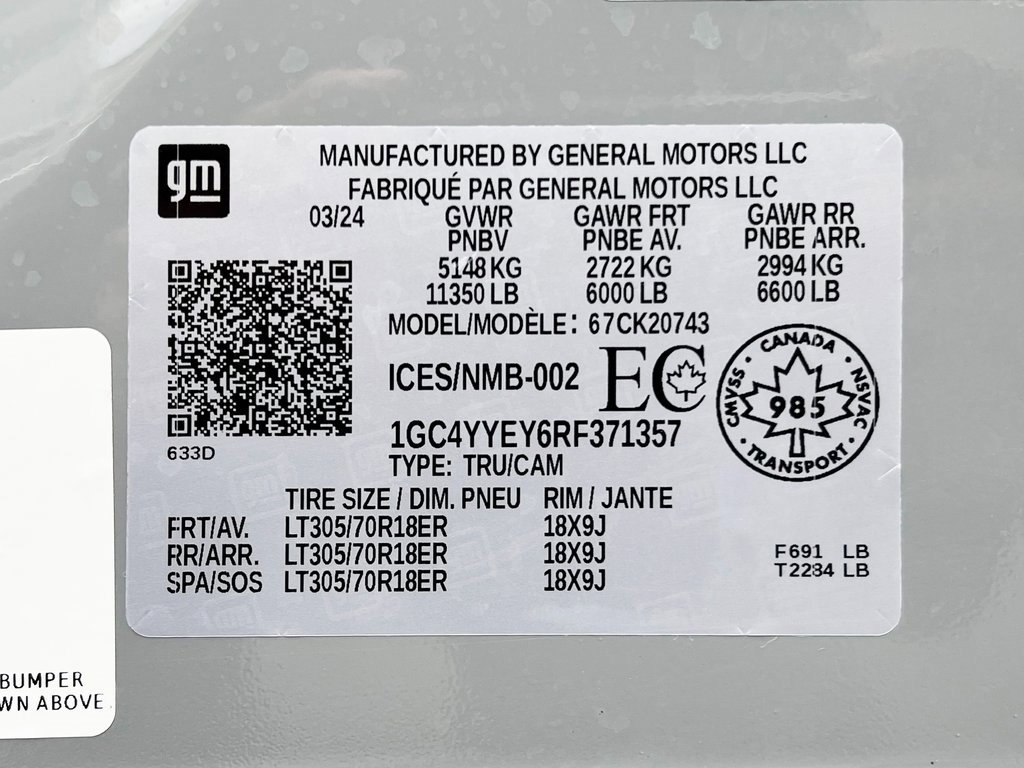 gm
MANUFACTURED BY GENERAL MOTORS LLC
FABRIQUÉ PAR GENERAL MOTORS LLC
03/24 GVWR GAWR FRT GAWR RR
PNBV PNBE AV. PNBE ARR.
5148 KG 2722 KG 2994 KG
11350 LB 6000 LB 6600 LB
MODEL/MODÈLE: 67CK20743
ICES/NMB-002 EC
CANADA
CMVSS 985 NSVAC
TRANSPORT
1GC4YYEY6RF371357
633D
TYPE: TRU/CAM
TIRE SIZE / DIM. PNEU RIM / JANTE
FRT/AV. LT305/70R18ER 18X9J
RR/ARR. LT305/70R18ER 18X9J
SPA/SOS LT305/70R18ER 18X9J
F691 LB
T2284 LB
BUMPER
WN ABOVE